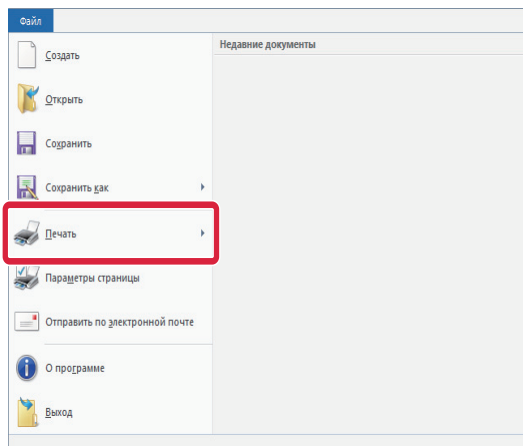 Файл
Недавние документы
Создать
Открыть
Сохранить
Сохранить как
Печать
Параметры страницы
Отправить по электронной почте
О программе
Выход